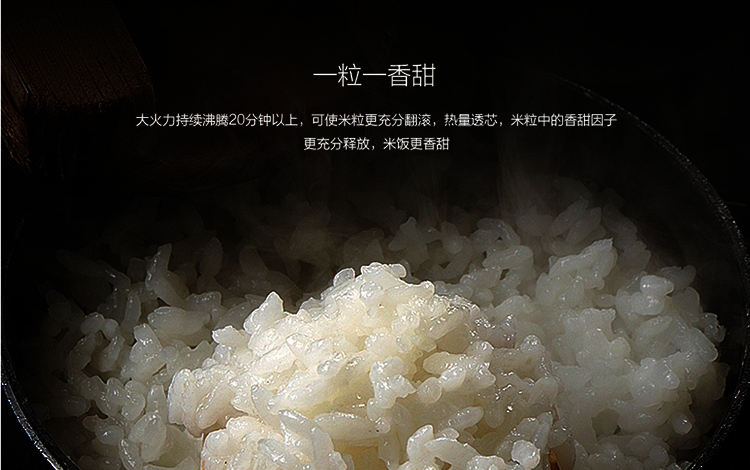 一粒一香甜
大火力持续沸腾20分钟以上，可使米粒更充分翻滚，热量透芯，米粒中的香甜因子
更充分释放，米饭更香甜